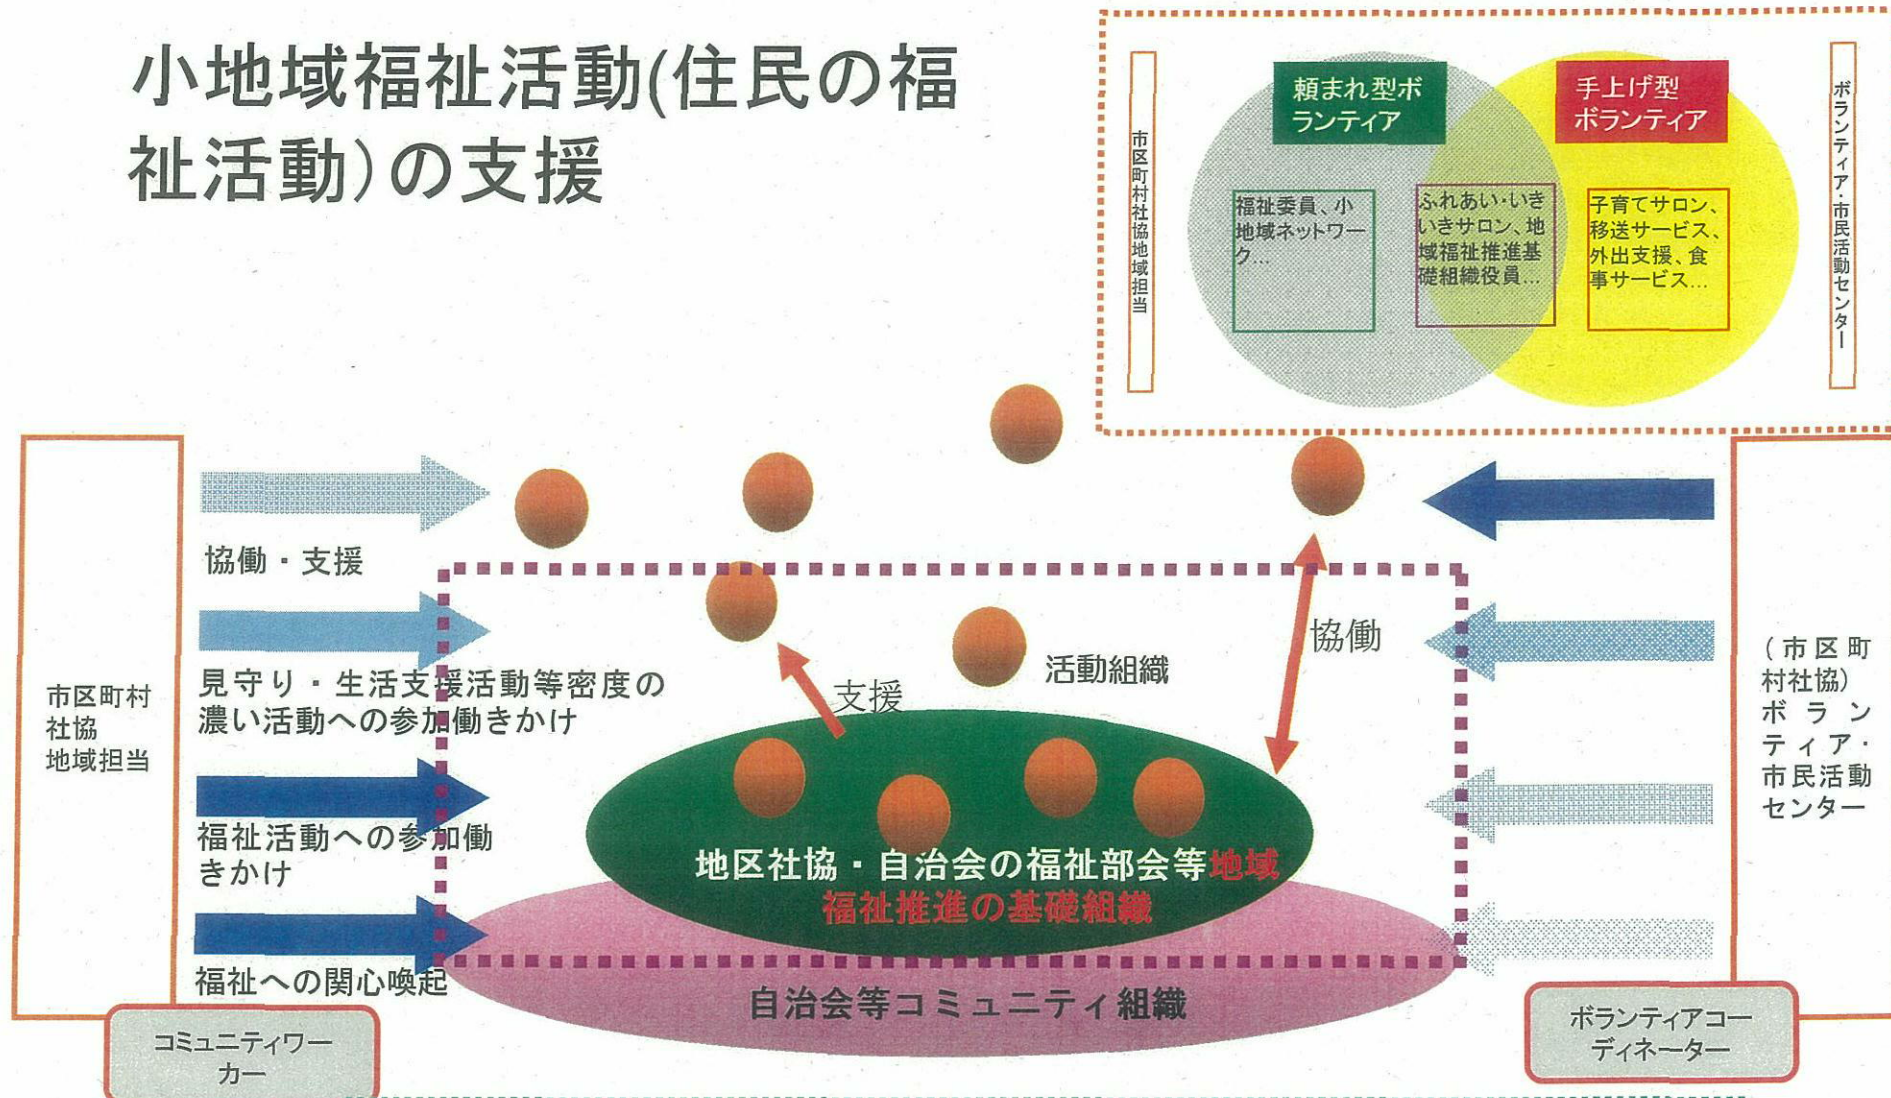 小地域福祉活動(住民の福
祉活動)の支援
市区町村社協地域担当
頼まれ型ボ
ランティア
手上げ型
ボランティア
福祉委員、小
地域ネットワー
ク…
ふれあい・いき
いきサロン、地
域福祉推進基
礎組織役員…
子育てサロン、
移送サービス、
外出支援、食
事サービス…
ボランティア・市民活動センター
市区町村
社協
地域担当
協働・支援
見守り・生活支援活動等密度の
濃い活動への参加働きかけ
福祉活動への参加働
きかけ
福祉への関心喚起
コミュニティワー
カー
支援
活動組織
協働
地区社協・自治会の福祉部会等地域
福祉推進の基礎組織
自治会等コミュニティ組織
(市区町
村社協)
ボラン
ティア・
市民活動
センター
ボランティアコー
ディネーター